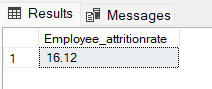 Results Messages
Employee_attritionrate
1 16.12